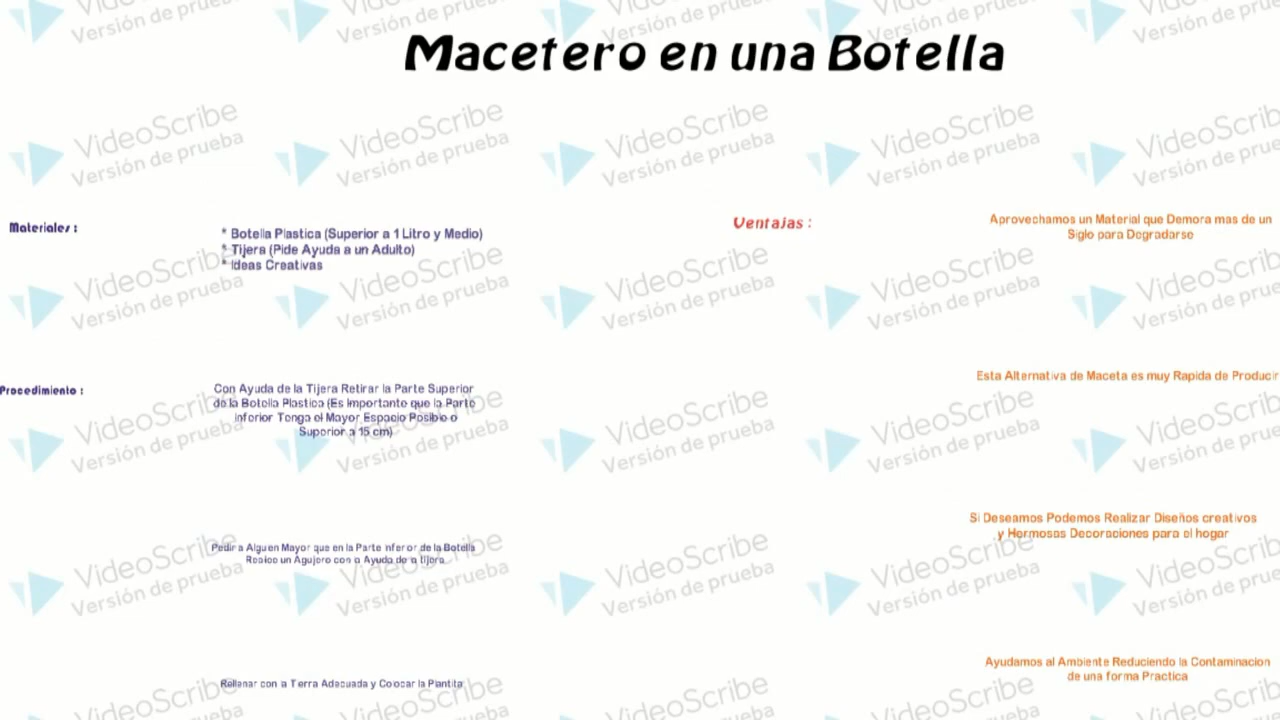 Macetero en una Botella
Materiales :
* Botella Plastica (Superior a 1 Litro y Medio)
* Tijera (Pide Ayuda a un Adulto)
* Ideas Creativas
Procedimiento :
Con Ayuda de la Tijera Retirar la Parte Superior
de la Botella Plastica (Es Importante que la Parte
Inferior Tenga el Mayor Espacio Posible o
Superior a 15 cm)
Pedir a Alguen Mayor que en la Parte Inferor de la Botella
Realice un Agujero con a Ayuda de a tijera
Rellenar con la Tierra Adecuada y Colocar la Plantita
Ventajas :
Aprovechamos un Material que Demora mas de un
Siglo para Degradarse
Esta Alternativa de Maceta es muy Rapida de Producir
Si Deseamos Podemos Realizar Diseños creativos
y Hermosas Decoraciones para el hogar
Ayudamos al Ambiente Reduciendo la Contaminacion
de una forma Practica
VideoScribe
Versión de prueba